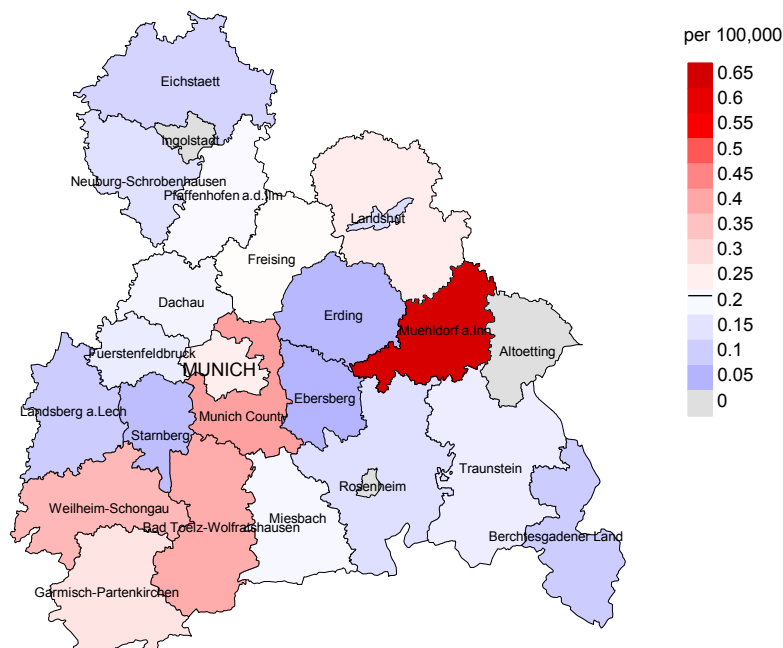 per 100,000
0.65
0.6
0.55
0.5
0.45
0.4
0.35
0.3
0.25
0.2
0.15
0.1
0.05
0
Eichstaett
Ingolstadt
Neuburg-Schrobenhausen
Pfaffenhofen a.d.Ilm
Landshut
Freising
Dachau
Erding
Muehldorf a.Inn
Altoetting
Fuerstenfeldbruck
MUNICH
Landsberg a.Lech
Munich County
Ebersberg
Starnberg
Traunstein
Rosenheim
Weilheim-Schongau
Miesbach
Bad Toelz-Wolfratshausen
Berchtesgadener Land
Garmisch-Partenkirchen